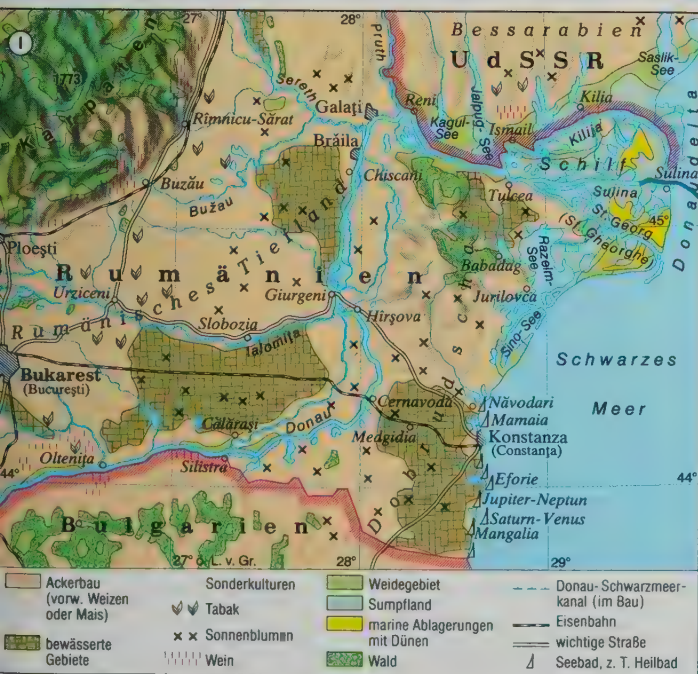 I
27°
28°
Bessarabien
UdSSR
Saslik-
See
Pruth
1773
Karpaten
Sereth
Galați
Reni
Kagul-
See
Jalpug-
See
Ismail
Kilia
Kilija
Rîmnicu-Sărat
Brăila
Schilf
Sulina
Donaudelta
Chiscani
Buzău
Buzău
Tulcea
Sulina
St. Georg
(Sf. Gheorghe)
45°
Ploești
Babadag
Razelm-
See
Rumänien
Rumänisches Tiefland
Urziceni
Giurgeni
Jurilovca
Slobozia
Hîrșova
Ialomița
Sinoe-See
Schwarzes
Meer
Bukarest
(București)
Cernavoda
Năvodari
Mamaia
Călărași
Donau
Medgidia
Konstanza
(Constanța)
Dobrudscha
Oltenița
Silistra
44°
44°
Eforie
Jupiter-Neptun
Saturn-Venus
Mangalia
Bulgarien
27° ö. L. v. Gr.
28°
29°
Ackerbau
(vorw. Weizen
oder Mais)
bewässerte
Gebiete
Sonderkulturen
Tabak
Sonnenblumen
Wein
Weidegebiet
Sumpfland
marine Ablagerungen
mit Dünen
Wald
Donau-Schwarzmeer-
kanal (im Bau)
Eisenbahn
wichtige Straße
Seebad, z. T. Heilbad